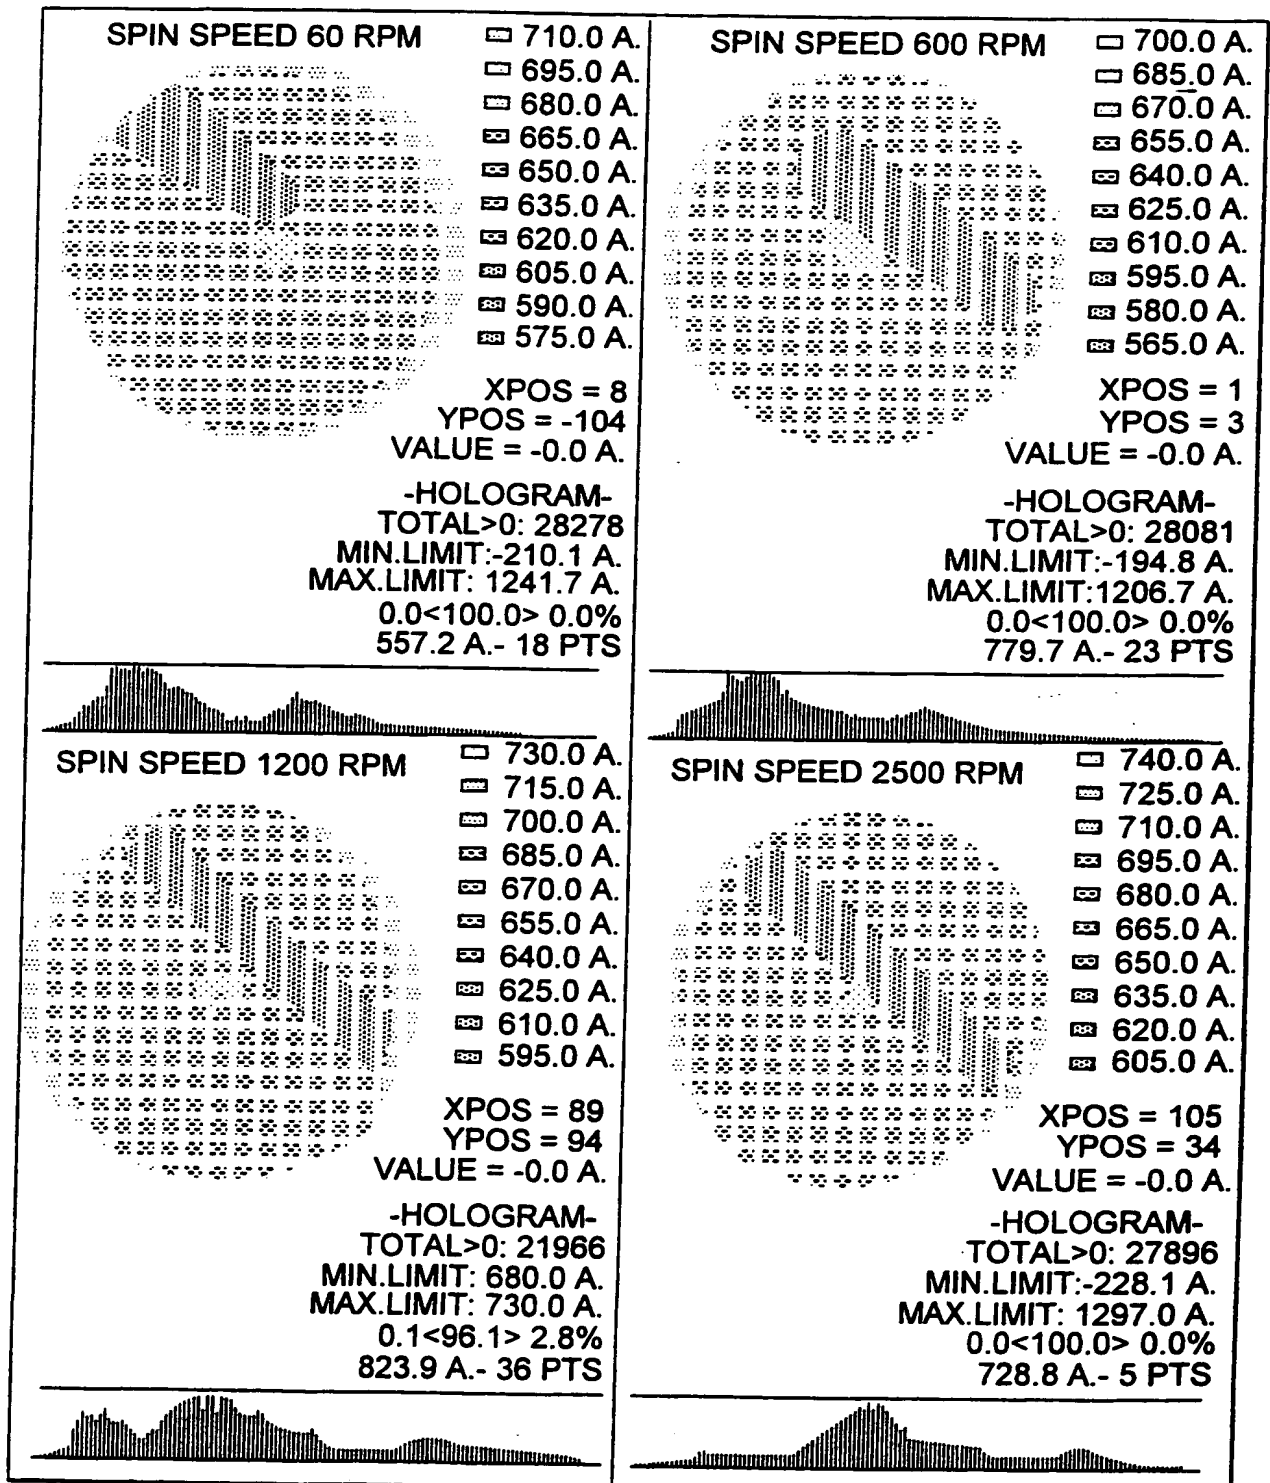 SPIN SPEED 60 RPM
710.0 A.
695.0 A.
680.0 A.
665.0 A.
650.0 A.
635.0 A.
620.0 A.
605.0 A.
590.0 A.
575.0 A.
XPOS = 8
YPOS = -104
VALUE = -0.0 A.
-HOLOGRAM-
TOTAL>0: 28278
MIN.LIMIT:-210.1 A.
MAX.LIMIT: 1241.7 A.
0.0<100.0> 0.0%
557.2 A.- 18 PTS
SPIN SPEED 600 RPM
700.0 A.
685.0 A.
670.0 A.
655.0 A.
640.0 A.
625.0 A.
610.0 A.
595.0 A.
580.0 A.
565.0 A.
XPOS = 1
YPOS = 3
VALUE = -0.0 A.
-HOLOGRAM-
TOTAL>0: 28081
MIN.LIMIT:-194.8 A.
MAX.LIMIT:1206.7 A.
0.0<100.0> 0.0%
779.7 A.- 23 PTS
SPIN SPEED 1200 RPM
730.0 A.
715.0 A.
700.0 A.
685.0 A.
670.0 A.
655.0 A.
640.0 A.
625.0 A.
610.0 A.
595.0 A.
XPOS = 89
YPOS = 94
VALUE = -0.0 A.
-HOLOGRAM-
TOTAL>0: 21966
MIN.LIMIT: 680.0 A.
MAX.LIMIT: 730.0 A.
0.1<96.1> 2.8%
823.9 A.- 36 PTS
SPIN SPEED 2500 RPM
740.0 A.
725.0 A.
710.0 A.
695.0 A.
680.0 A.
665.0 A.
650.0 A.
635.0 A.
620.0 A.
605.0 A.
XPOS = 105
YPOS = 34
VALUE = -0.0 A.
-HOLOGRAM-
TOTAL>0: 27896
MIN.LIMIT:-228.1 A.
MAX.LIMIT: 1297.0 A.
0.0<100.0> 0.0%
728.8 A.- 5 PTS